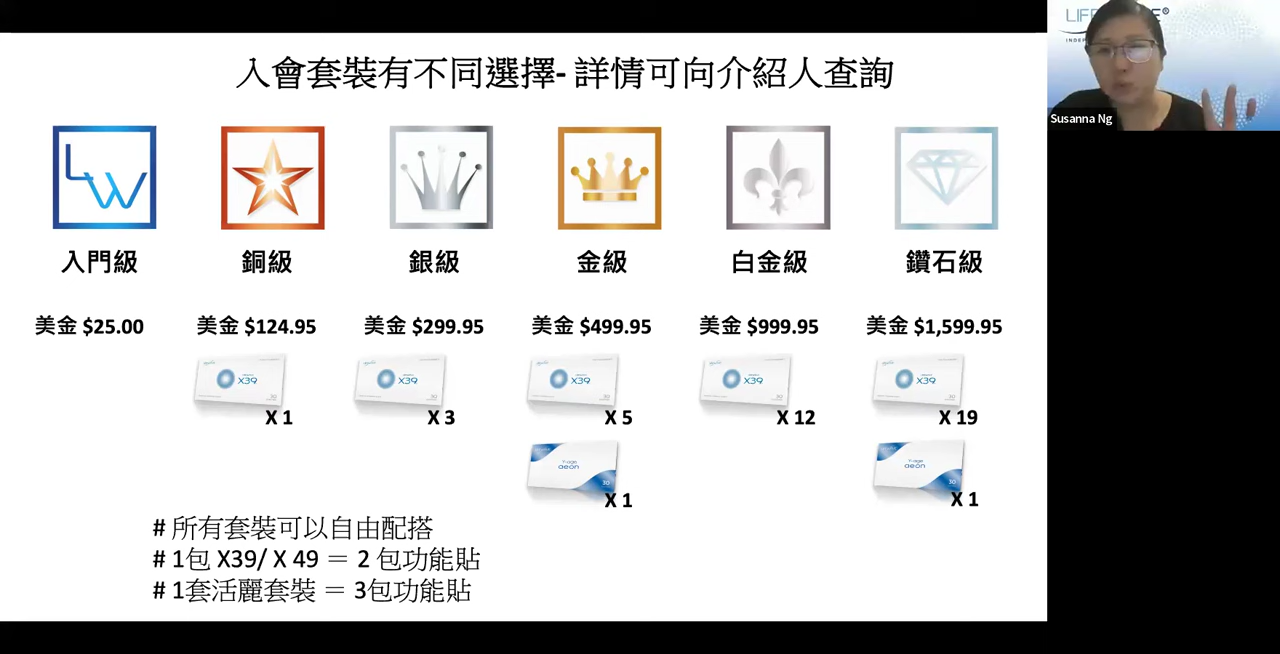 入會套裝有不同選擇- 詳情可向介紹人查詢
LW
入門級 銅級 銀級 金級 白金級 鑽石級
美金 $25.00 美金 $124.95 美金 $299.95 美金 $499.95 美金 $999.95 美金 $1,599.95
X39 X39 X39 X39 X39
X 1 X 3 X 5 X 12 X 19
Y-age Y-age
aeon aeon
30 30
X 1 X 1
# 所有套裝可以自由配搭
# 1包 X39/ X 49 = 2 包功能貼
# 1套活麗套裝 = 3包功能貼
Susanna Ng